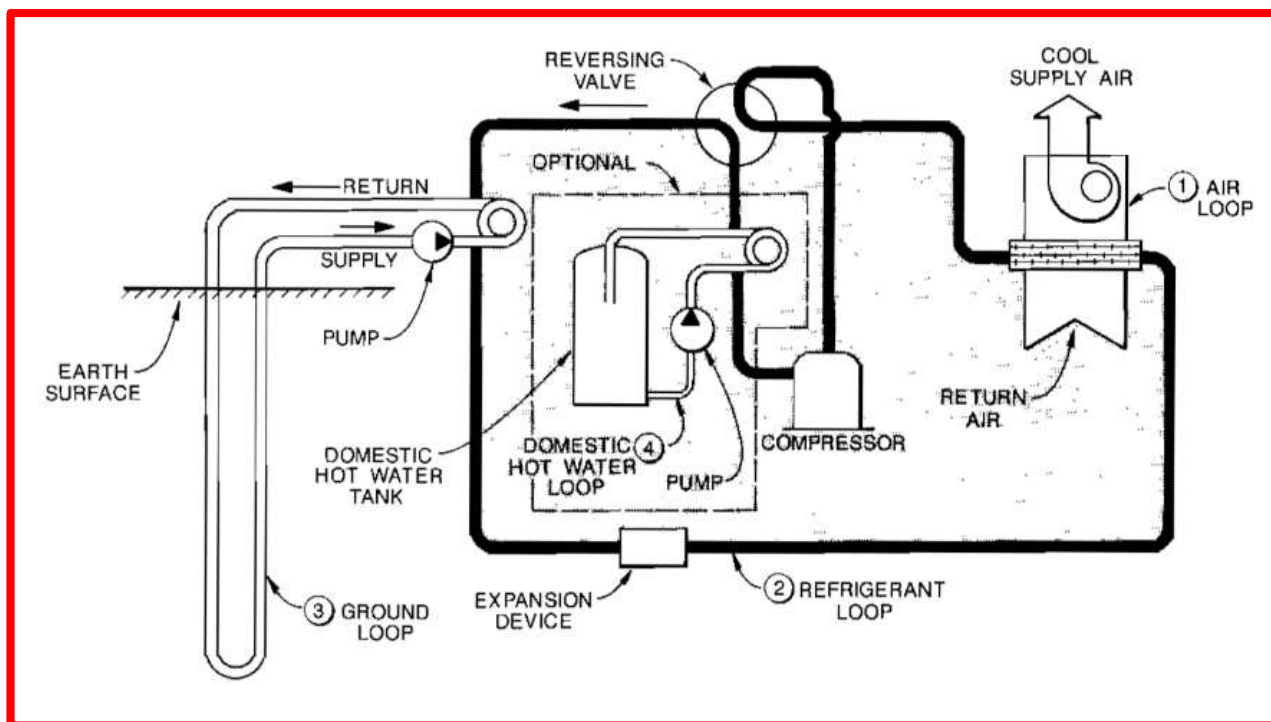 REVERSING
VALVE
COOL
SUPPLY AIR
OPTIONAL
RETURN
1 AIR
LOOP
SUPPLY
PUMP
EARTH
SURFACE
RETURN
AIR
COMPRESSOR
DOMESTIC
HOT WATER
TANK
DOMESTIC 4
HOT WATER
LOOP
PUMP
2 REFRIGERANT
LOOP
EXPANSION
DEVICE
3 GROUND
LOOP